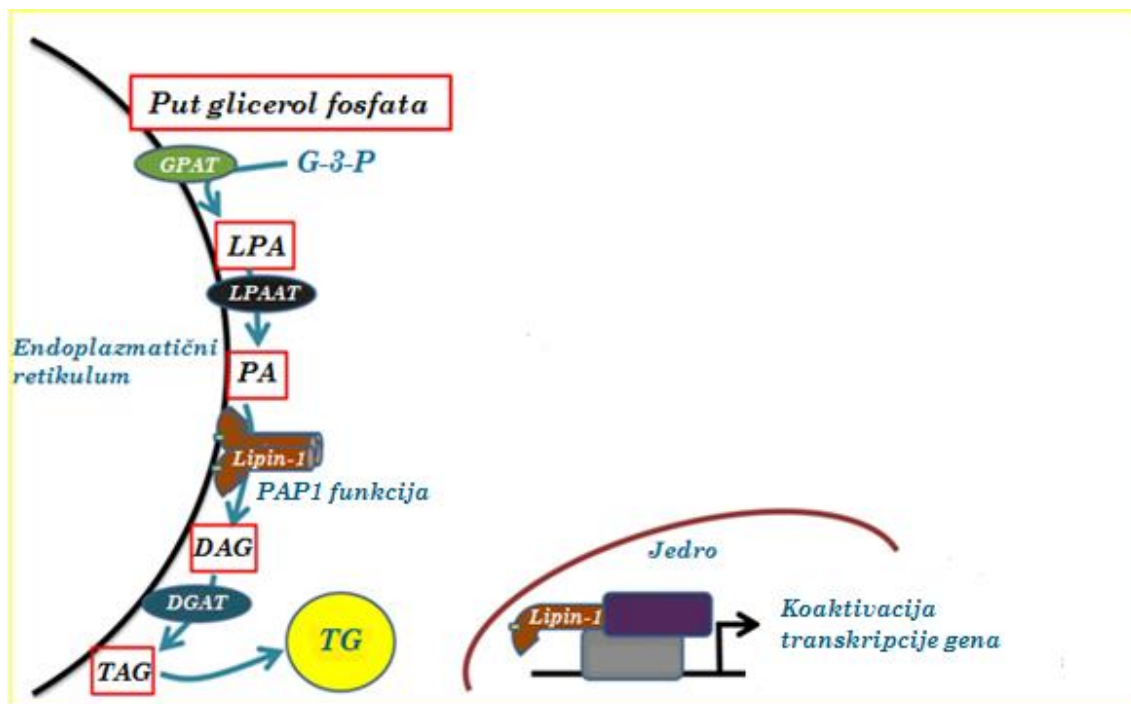 Put glicerol fosfata
GPAT
G-3-P
LPA
LPAAT
Endoplazmatični
retikulum
PA
Lipin-1
PAP1 funkcija
DAG
DGAT
TAG
TG
Jedro
Lipin-1
Koaktivacija
transkripcije gena